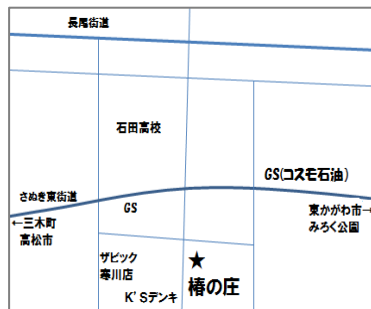 長尾街道
石田高校
GS(コスモ石油)
さぬき東街道
GS
←三木町
高松市
東かがわ市→
みろく公園
ザビック
寒川店
K'Sデンキ
★
椿の庄